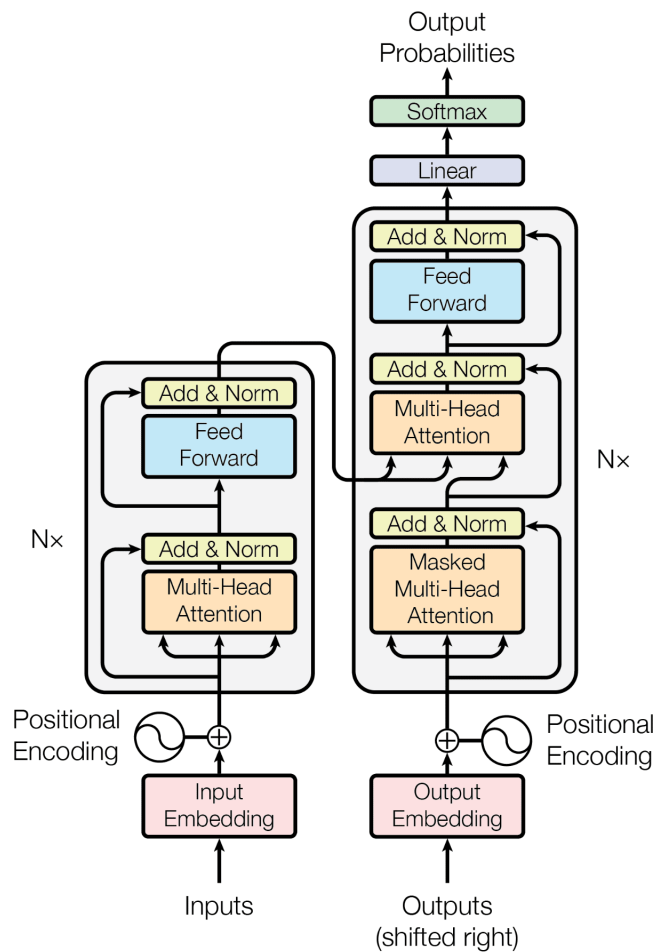 Output
Probabilities
Softmax
Linear
Add & Norm
Feed
Forward
Add & Norm
Multi-Head
Attention
Add & Norm
Masked
Multi-Head
Attention
N×
Add & Norm
Feed
Forward
Add & Norm
Multi-Head
Attention
N×
Positional
Encoding
Positional
Encoding
Input
Embedding
Output
Embedding
Inputs
Outputs
(shifted right)